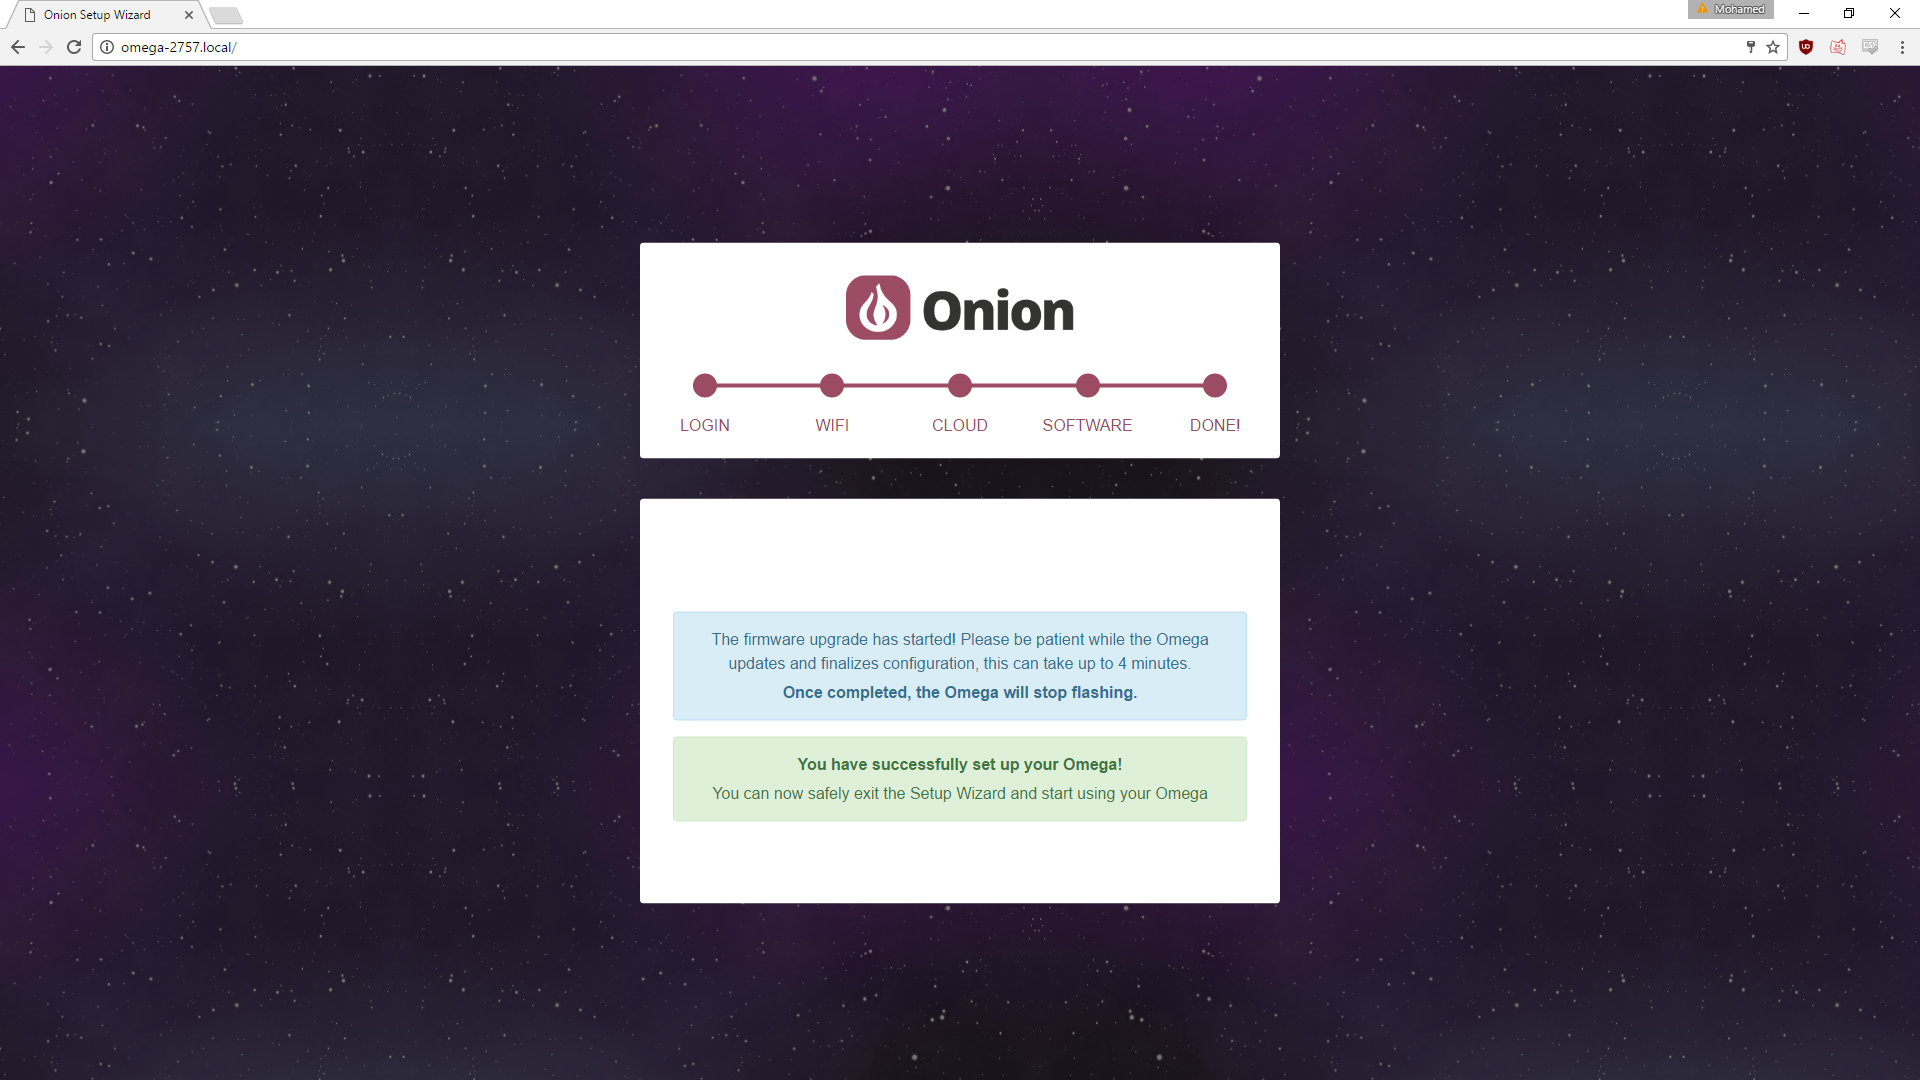 Onion Setup Wizard
Mohamed
omega-2757.local/
Onion
LOGIN WIFI CLOUD SOFTWARE DONE!
The firmware upgrade has started! Please be patient while the Omega
updates and finalizes configuration, this can take up to 4 minutes.
Once completed, the Omega will stop flashing.
You have successfully set up your Omega!
You can now safely exit the Setup Wizard and start using your Omega